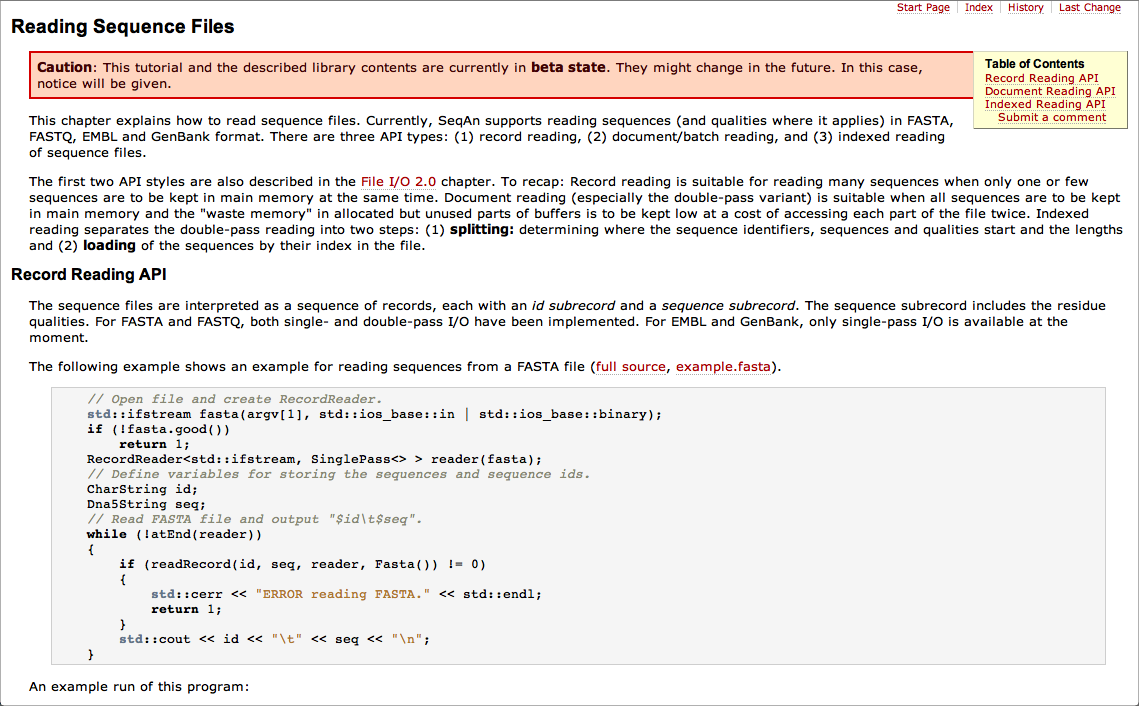 Start Page | Index | History | Last Change
Reading Sequence Files
Caution: This tutorial and the described library contents are currently in beta state. They might change in the future. In this case,
notice will be given.
Table of Contents
Record Reading API
Document Reading API
Indexed Reading API
Submit a comment
This chapter explains how to read sequence files. Currently, SeqAn supports reading sequences (and qualities where it applies) in FASTA,
FASTQ, EMBL and GenBank format. There are three API types: (1) record reading, (2) document/batch reading, and (3) indexed reading
of sequence files.
The first two API styles are also described in the File I/O 2.0 chapter. To recap: Record reading is suitable for reading many sequences when only one or few
sequences are to be kept in main memory at the same time. Document reading (especially the double-pass variant) is suitable when all sequences are to be kept
in main memory and the "waste memory" in allocated but unused parts of buffers is to be kept low at a cost of accessing each part of the file twice. Indexed
reading separates the double-pass reading into two steps: (1) splitting: determining where the sequence identifiers, sequences and qualities start and the lengths
and (2) loading of the sequences by their index in the file.
Record Reading API
The sequence files are interpreted as a sequence of records, each with an id subrecord and a sequence subrecord. The sequence subrecord includes the residue
qualities. For FASTA and FASTQ, both single- and double-pass I/O have been implemented. For EMBL and GenBank, only single-pass I/O is available at the
moment.
The following example shows an example for reading sequences from a FASTA file (full source, example.fasta).
// Open file and create RecordReader.
std::ifstream fasta(argv[1], std::ios_base::in | std::ios_base::binary);
if (!fasta.good())
    return 1;
RecordReader<std::ifstream, SinglePass<> > reader(fasta);
// Define variables for storing the sequences and sequence ids.
CharString id;
Dna5String seq;
// Read FASTA file and output "$id\t$seq".
while (!atEnd(reader))
{
    if (readRecord(id, seq, reader, Fasta()) != 0)
    {
        std::cerr << "ERROR reading FASTA." << std::endl;
        return 1;
    }
    std::cout << id << "\t" << seq << "\n";
}
An example run of this program: